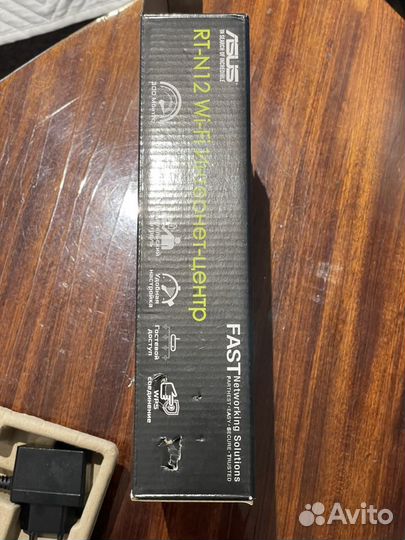 ASUS
IN SEARCH OF INCREDIBLE
RT-N12 Wi-Fi Интернет-центр
FAST Networking Solutions
FARTHEST•EASY•SECURE•TRUSTED
Удобная
настройка
Гостевой
доступ
WPS
соединение
Avito